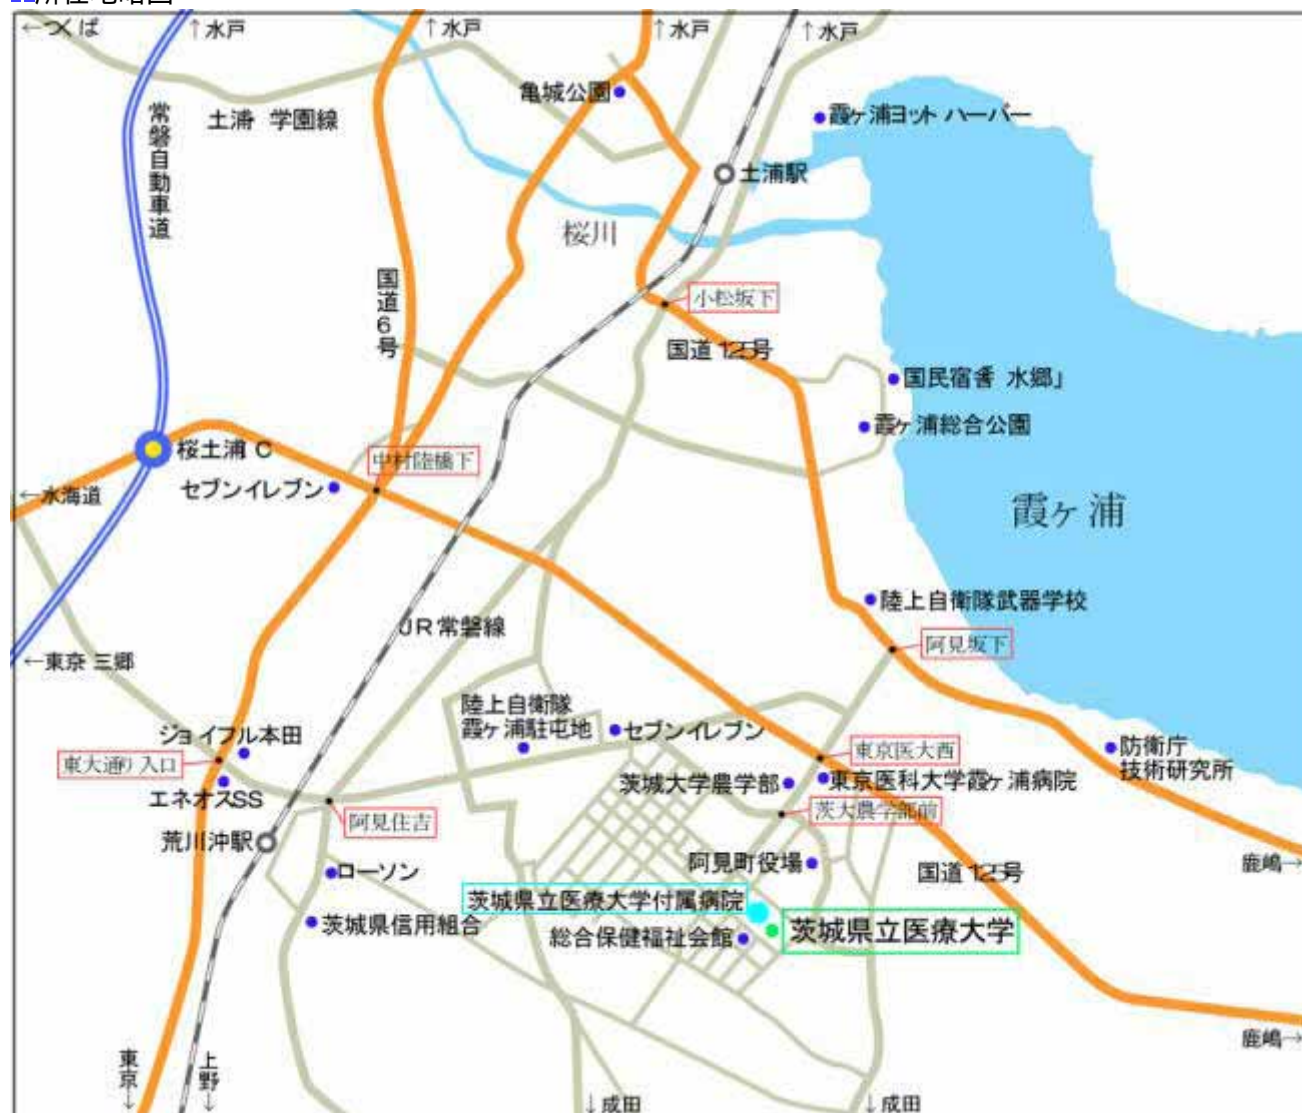 所在地略図
←つくば
↑水戸
↑水戸
↑水戸
↑水戸
亀城公園
霞ヶ浦ヨットハーバー
土浦 学園線
常磐自動車道
土浦駅
桜川
国道6号
小松坂下
国道125号
国民宿舎 水郷」
霞ヶ浦総合公園
桜土浦 C
中村陸橋下
セブンイレブン
←水海道
霞ヶ浦
陸上自衛隊武器学校
JR常磐線
阿見坂下
←東京 三郷
陸上自衛隊
霞ヶ浦駐屯地
セブンイレブン
ジョイフル本田
東大通り入口
東京医大西
防衛庁
技術研究所
茨城大学農学部
東京医科大学霞ヶ浦病院
エネオスSS
阿見住吉
茨大農学部前
荒川沖駅
阿見町役場
国道125号
鹿嶋→
ローソン
茨城県立医療大学付属病院
茨城県信用組合
総合保健福祉会館
茨城県立医療大学
鹿嶋→
東京↓
上野↓
↓成田
↓成田